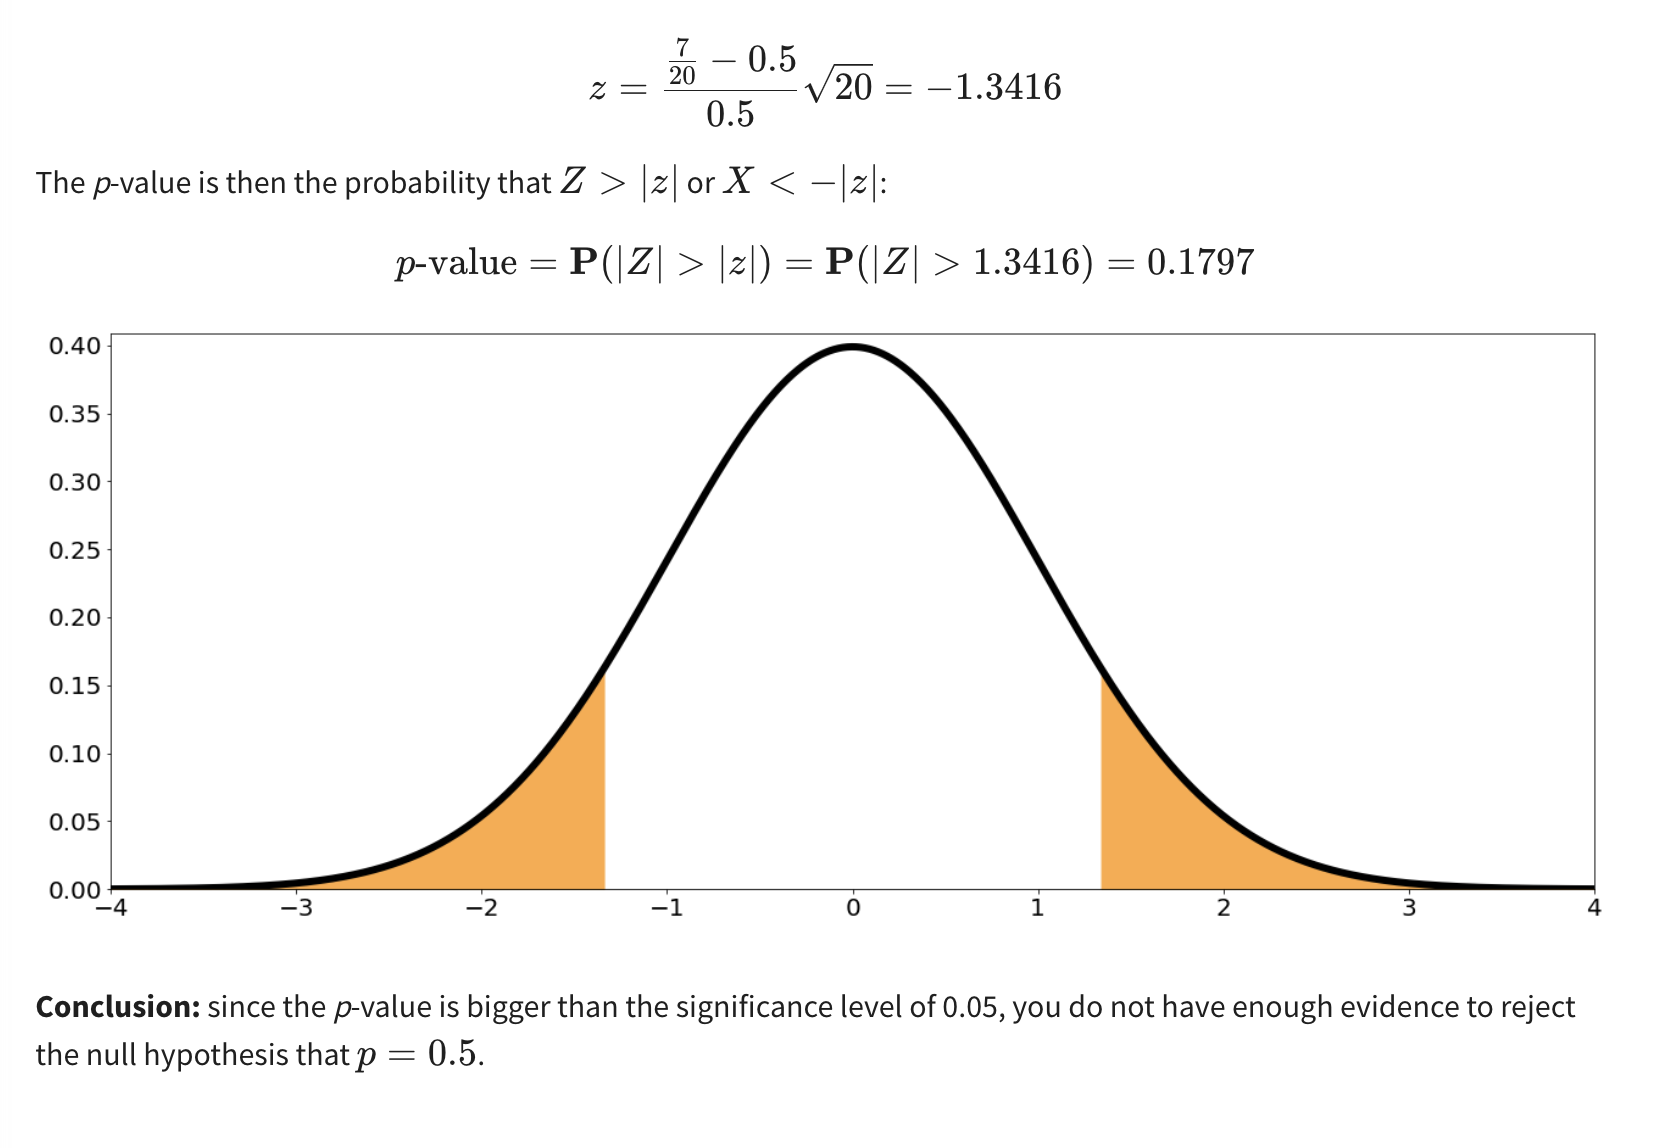 z = \frac{\frac{7}{20} - 0.5}{0.5}\sqrt{20} = -1.3416
The p-value is then the probability that Z > |z| or X < -|z|:
p-value = P(|Z| > |z|) = P(|Z| > 1.3416) = 0.1797
0.40
0.35
0.30
0.25
0.20
0.15
0.10
0.05
0.00
−4 −3 −2 −1 0 1 2 3 4
Conclusion: since the p-value is bigger than the significance level of 0.05, you do not have enough evidence to reject
the null hypothesis that p = 0.5.